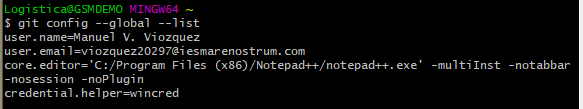 Logistica@GSMDEMO MINGW64 ~
$ git config --global --list
user.name=Manuel V. Viozquez
user.email=viozquez20297@iesmarenostrum.com
core.editor='C:/Program Files (x86)/Notepad++/notepad++.exe' -multiInst -notabbar
-nosession -noPlugin
credential.helper=wincred